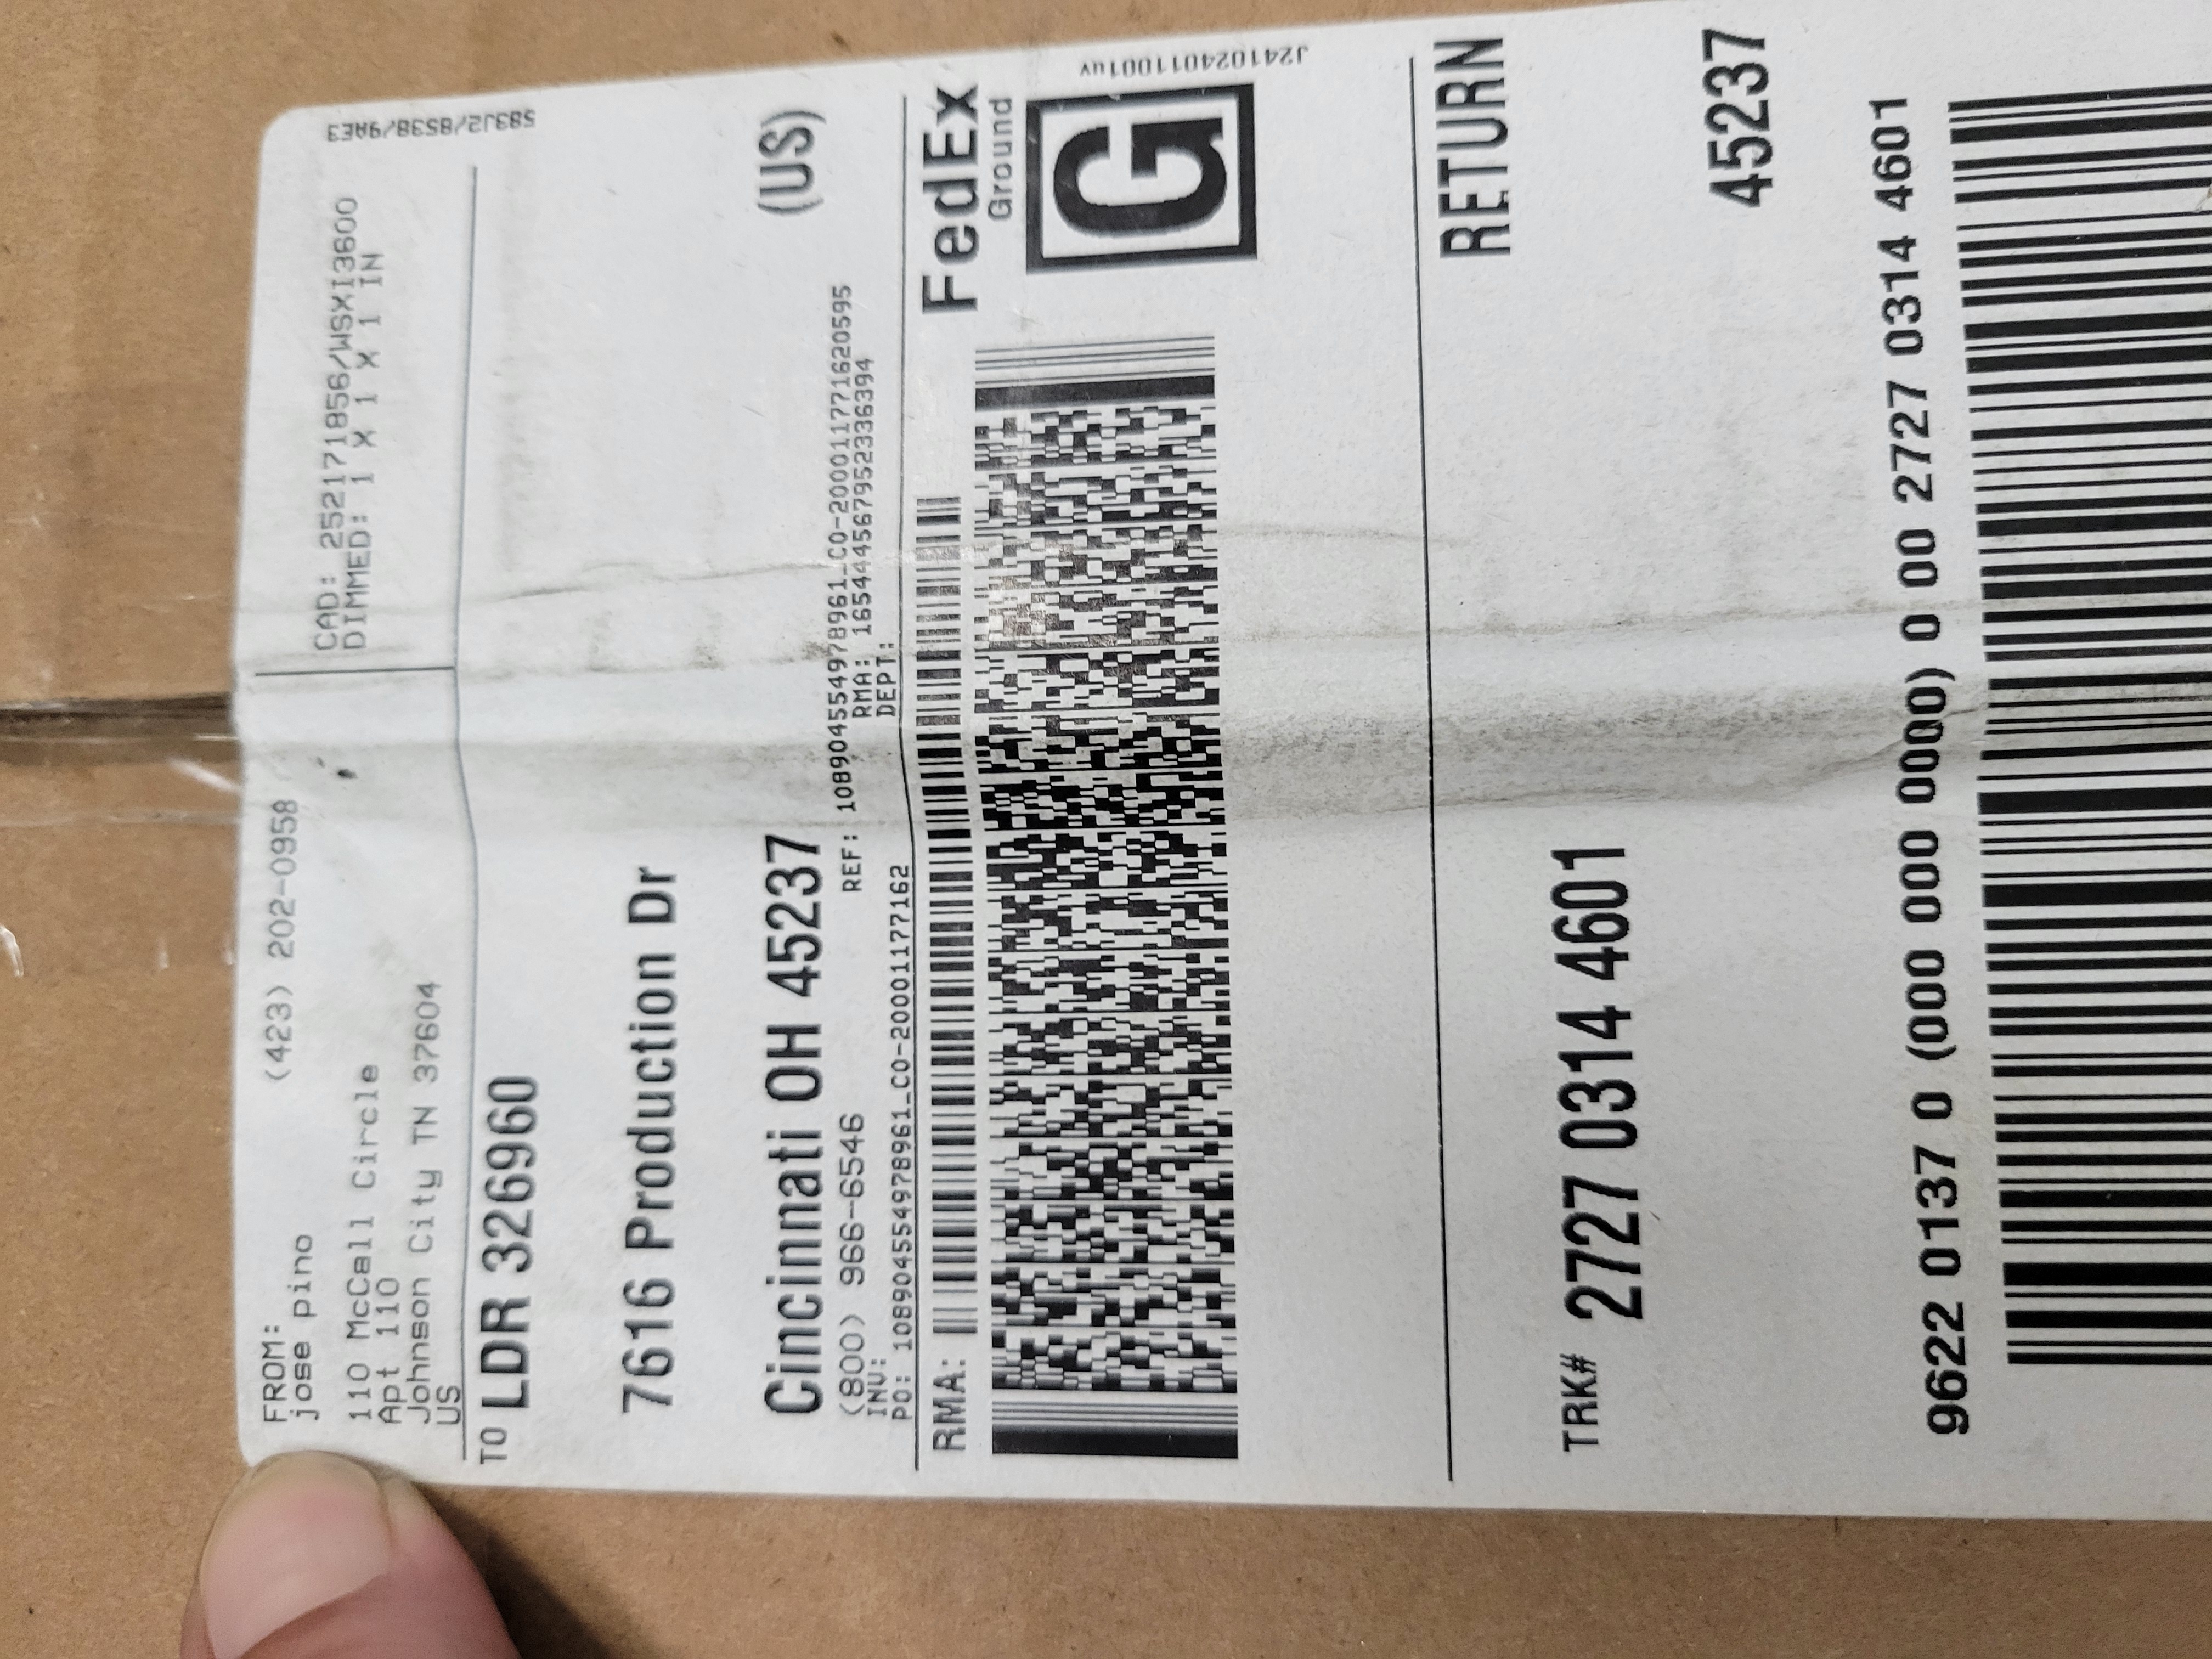 FROM:
jose pino
(423) 202-0958
110 McCall Circle
Apt 110
Johnson City TN 37604
US
CAD: 252171856/WSXI3600
DIMMED: 1 X 1 X 1 IN
583J2/8538/9AE3
TO LDR 326960
7616 Production Dr
Cincinnati OH 45237
(US)
(800) 966-6546
REF: 1089045554978961_CO-2000117771620595
INV:
RMA: 165444567952336394
PO: 1089045554978961_CO-20001177162
DEPT:
RMA:
FedEx
Ground
G
J241024011001uv
RETURN
TRK# 2727 0314 4601
45237
9622 0137 0 (000 000 0000) 0 00 2727 0314 4601